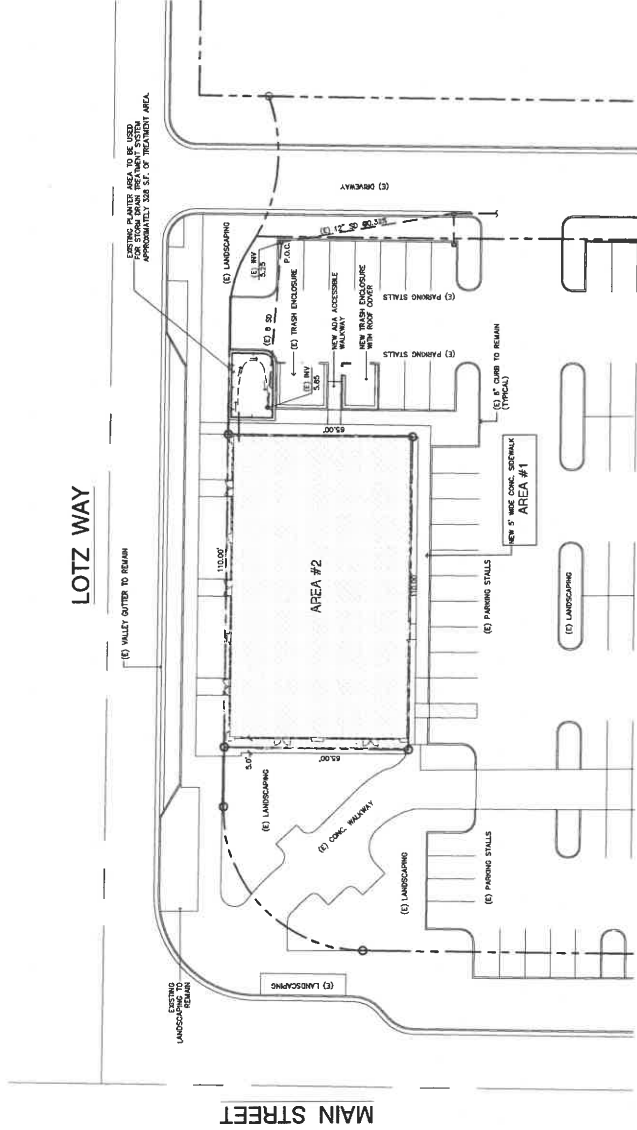 LOTZ WAY
MAIN STREET
(E) VALLEY GUTTER TO REMAIN
EXISTING PLANTER AREA TO BE USED
FOR STORM DRAIN TREATMENT SYSTEM
APPROXIMATELY 328 S.F. OF TREATMENT AREA.
EXISTING
LANDSCAPING TO
REMAIN
(E) LANDSCAPING
(E) LANDSCAPING
(E) CONC. WALKWAY
(E) LANDSCAPING
(E) PARKING STALLS
5.0'
65.00'
110.00'
AREA #2
110.00'
65.00'
(E) LANDSCAPING
(E) INV
5.25
P.O.C.
(E) 8 SD
(E) INV
5.85
(E) 12" SD
(E) DRIVEWAY
(E) TRASH ENCLOSURE
NEW ADA ACCESSIBLE
WALKWAY
NEW TRASH ENCLOSURE
WITH ROOF COVER
(E) PARKING STALLS
(E) PARKING STALLS
(E) 6" CURB TO REMAIN
(TYPICAL)
NEW 5' WIDE CONC. SIDEWALK
AREA #1
(E) PARKING STALLS
(E) LANDSCAPING